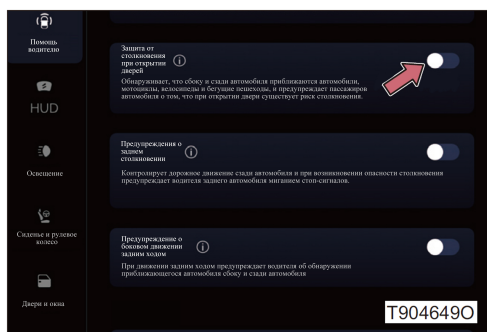 Помощь
водителю
HUD
Освещение
Сиденье и рулевое
колесо
Двери и окна
Защита от
столкновения
при открытии
дверей
Обнаруживает, что сбоку и сзади автомобиля приближаются автомобили,
мотоциклы, велосипеды и бегущие пешеходы, и предупреждает пассажиров
автомобиля о том, что при открытии двери существует риск столкновения.
Предупреждения о
заднем
столкновении
Контролирует дорожное движение сзади автомобиля и при возникновении опасности столкновения
предупреждает водителя заднего автомобиля миганием стоп-сигналов.
Предупреждение о
боковом движении
задним ходом
При движении задним ходом предупреждает водителя об обнаружении
приближающегося автомобиля сбоку и сзади автомобиля
T904649O